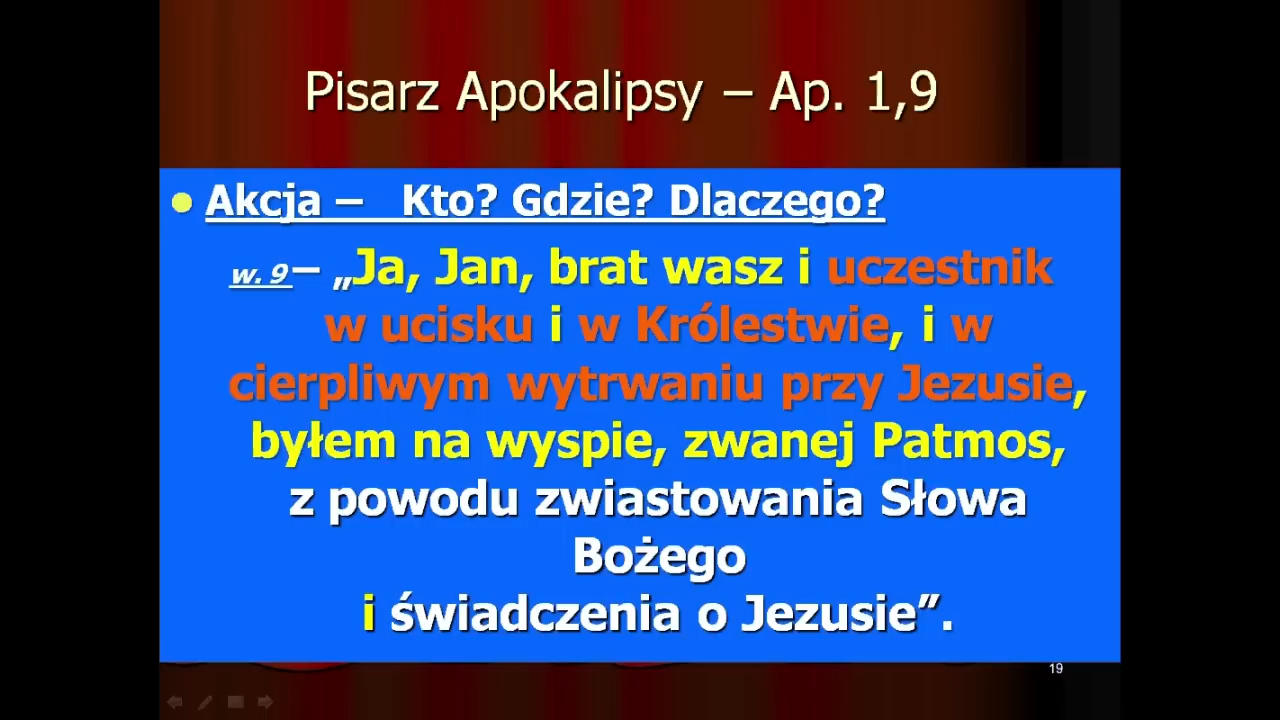 Pisarz Apokalipsy – Ap. 1,9
● Akcja – Kto? Gdzie? Dlaczego?
w. 9 – „Ja, Jan, brat wasz i uczestnik
w ucisku i w Królestwie, i w
cierpliwym wytrwaniu przy Jezusie,
byłem na wyspie, zwanej Patmos,
z powodu zwiastowania Słowa
Bożego
i świadczenia o Jezusie”.
19